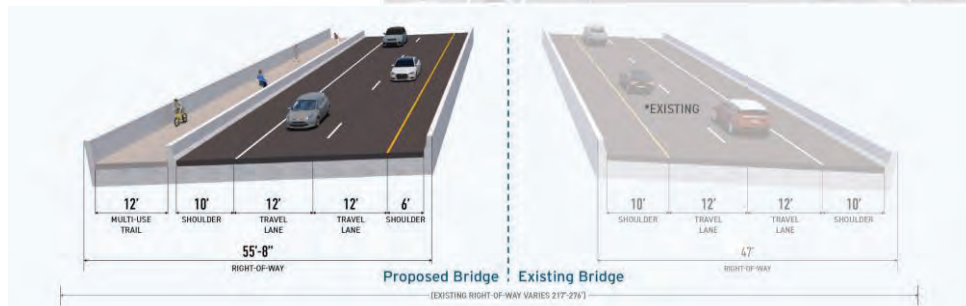 *EXISTING
12' 10' 12' 12' 6'
MULTI-USE TRAIL SHOULDER TRAVEL LANE TRAVEL LANE SHOULDER
55'-8"
RIGHT-OF-WAY
10' 12' 12' 10'
SHOULDER TRAVEL LANE TRAVEL LANE SHOULDER
47'
RIGHT-OF-WAY
Proposed Bridge Existing Bridge
(EXISTING RIGHT-OF-WAY VARIES 217'-276')